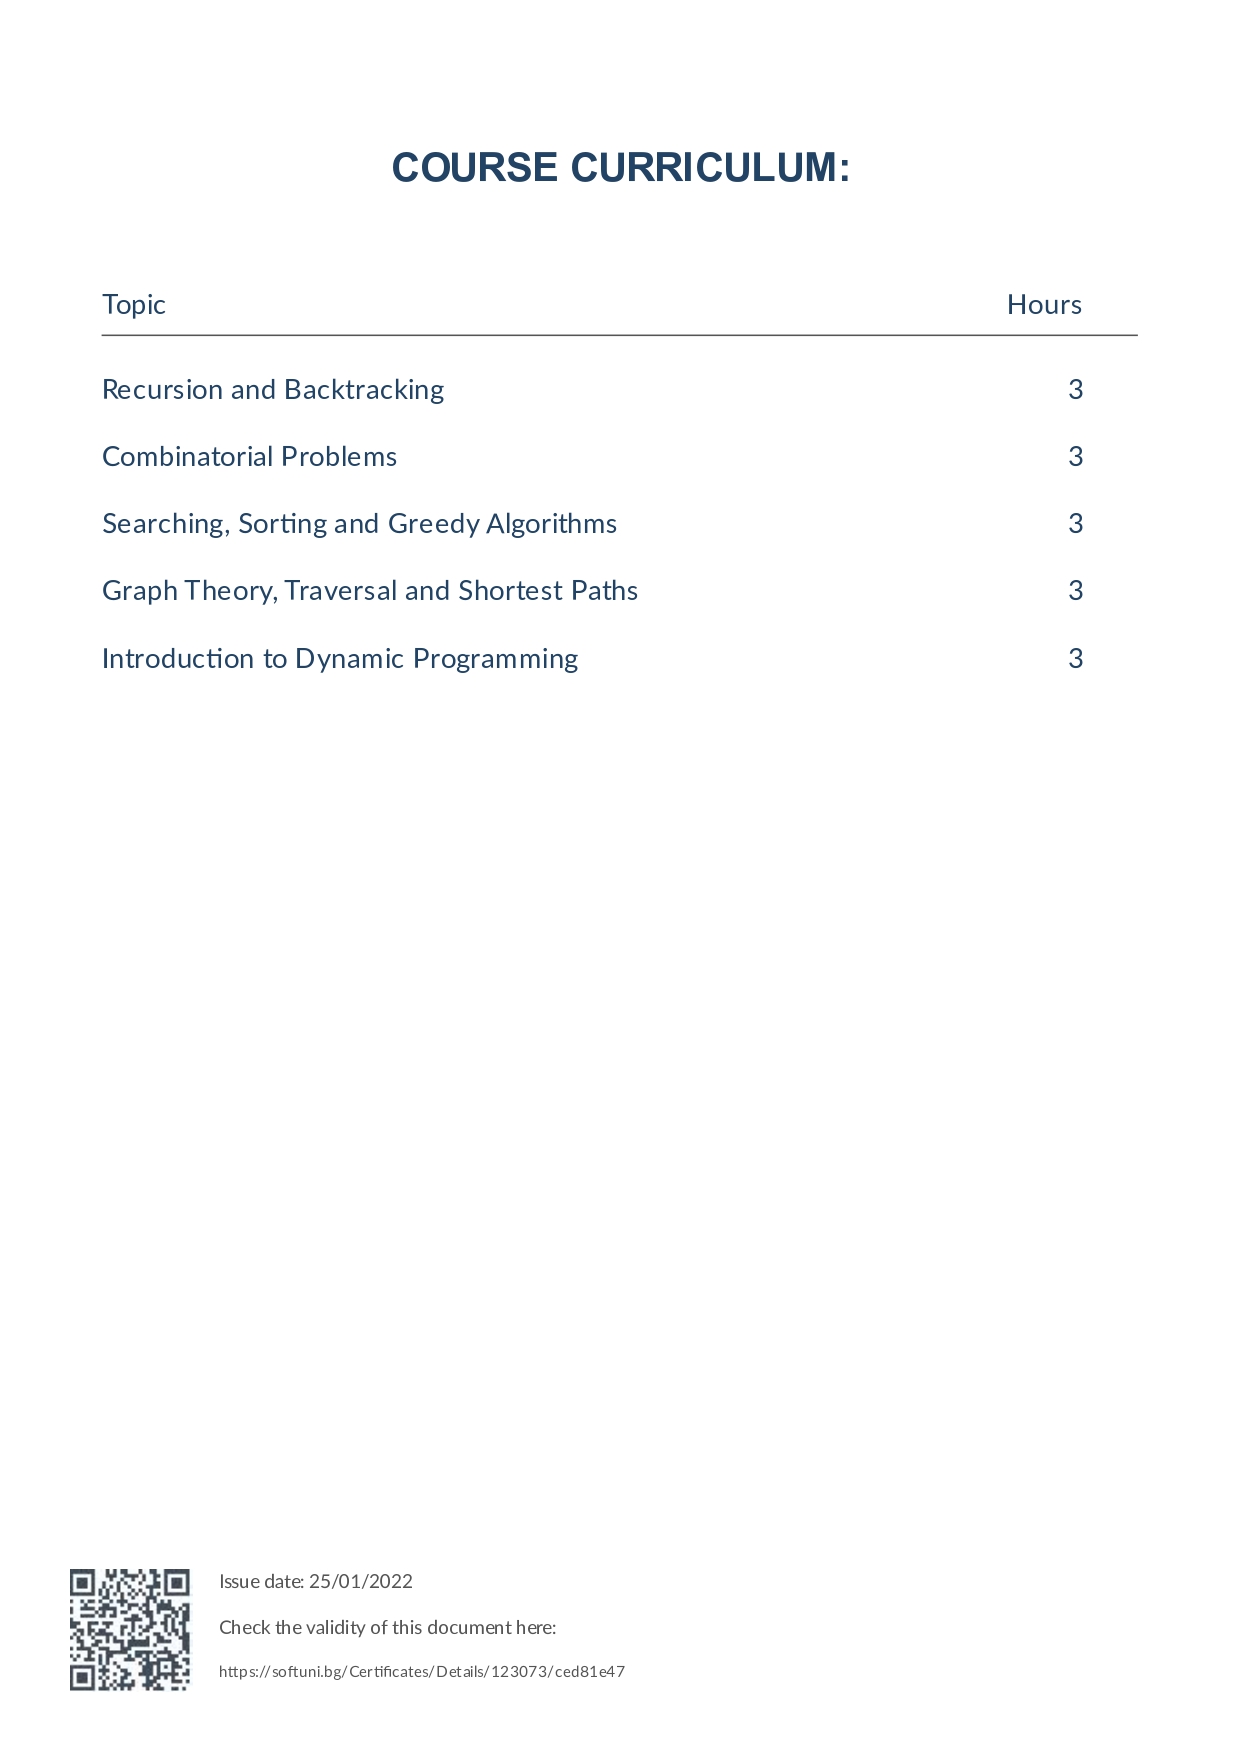 COURSE CURRICULUM:
Topic Hours
Recursion and Backtracking 3
Combinatorial Problems 3
Searching, Sorting and Greedy Algorithms 3
Graph Theory, Traversal and Shortest Paths 3
Introduction to Dynamic Programming 3
Issue date: 25/01/2022
Check the validity of this document here:
https://softuni.bg/Certificates/Details/123073/ced81e47